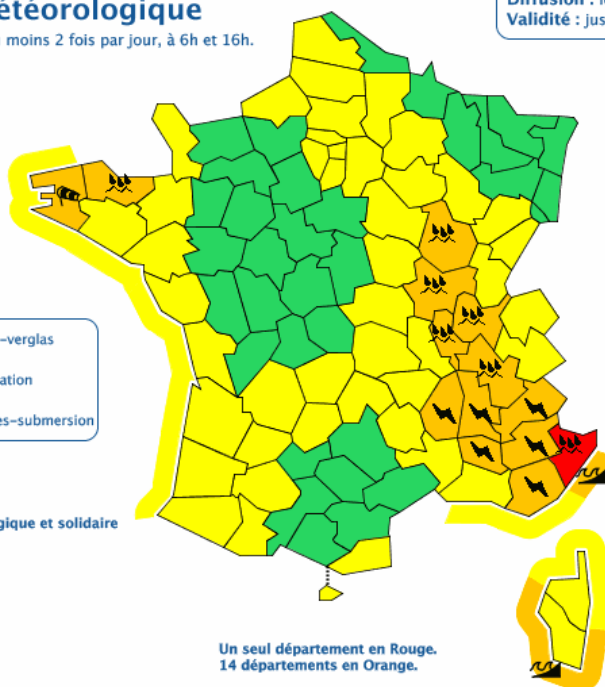 étéorologique
moins 2 fois par jour, à 6h et 16h.
Diffusion :
Validité : jus
-verglas
ation
es-submersion
gique et solidaire
Un seul département en Rouge.
14 départements en Orange.